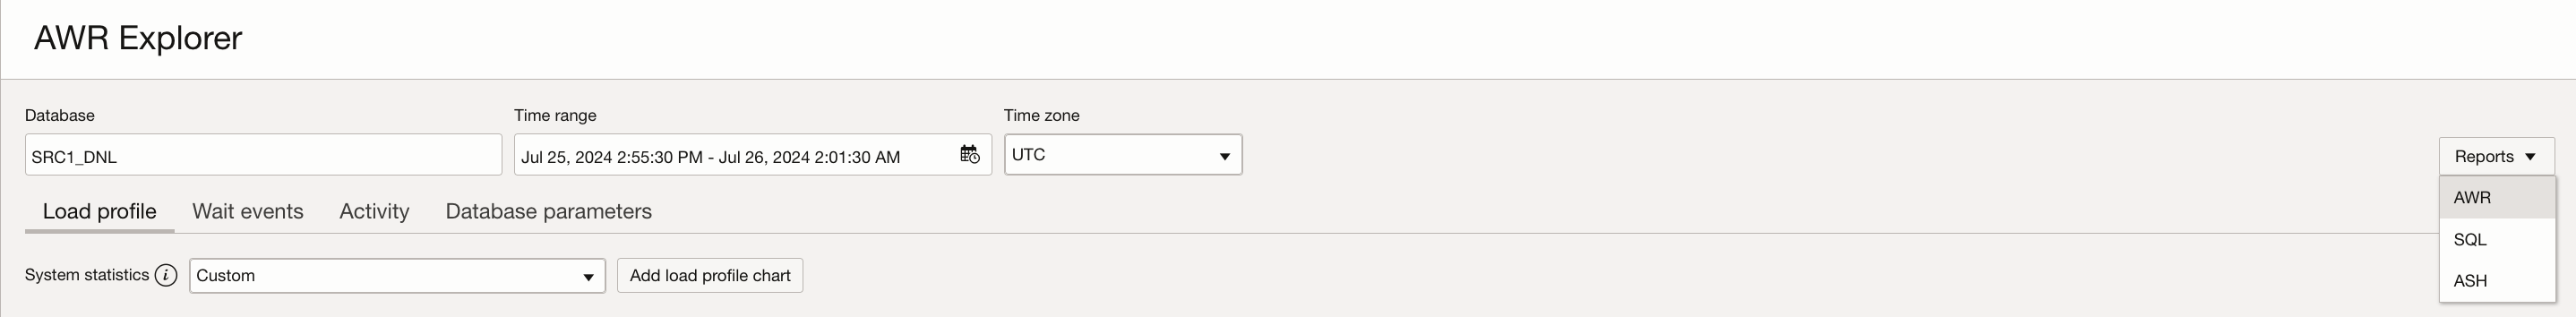 AWR Explorer
Database
Time range
Time zone
SRC1_DNL
Jul 25, 2024 2:55:30 PM - Jul 26, 2024 2:01:30 AM
UTC
Reports
AWR
SQL
ASH
Load profile
Wait events
Activity
Database parameters
System statistics i
Custom
Add load profile chart